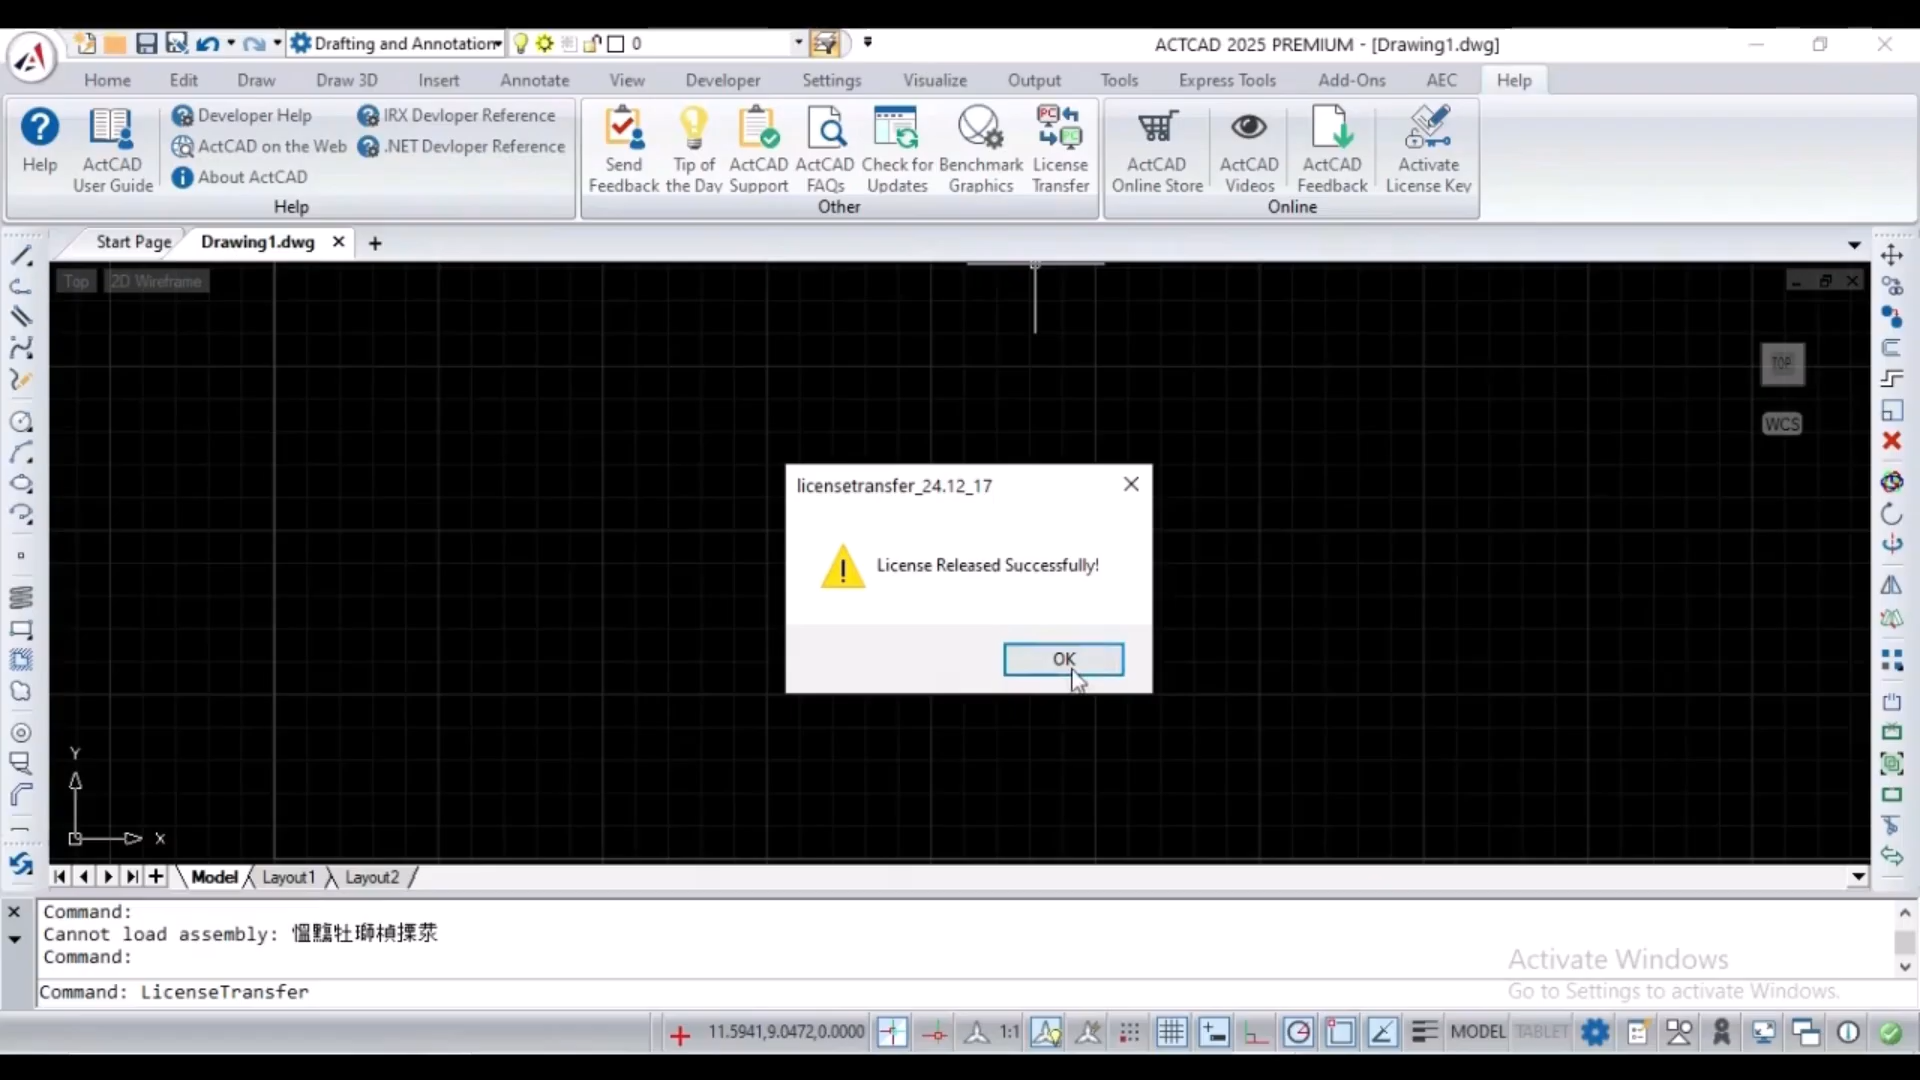 Drafting and Annotation
0
ACTCAD 2025 PREMIUM - [Drawing1.dwg]
Home Edit Draw Draw 3D Insert Annotate View Developer Settings Visualize Output Tools Express Tools Add-Ons AEC Help
Help
ActCAD User Guide
Developer Help
ActCAD on the Web
About ActCAD
IRX Devloper Reference
.NET Devloper Reference
Help
Send Feedback
Tip of the Day
ActCAD Support
ActCAD FAQs
Check for Updates
Benchmark Graphics
License Transfer
Other
ActCAD Online Store
ActCAD Videos
ActCAD Feedback
Activate License Key
Online
Start Page Drawing1.dwg
Top 2D Wireframe
TOP
WCS
licensetransfer_24.12_17
License Released Successfully!
OK
Y
X
Model Layout1 Layout2
Command:
Cannot load assembly:
Command:
Command: LicenseTransfer
Activate Windows
Go to Settings to activate Windows.
11.5941,9.0472,0.0000 1:1 MODEL TABLET